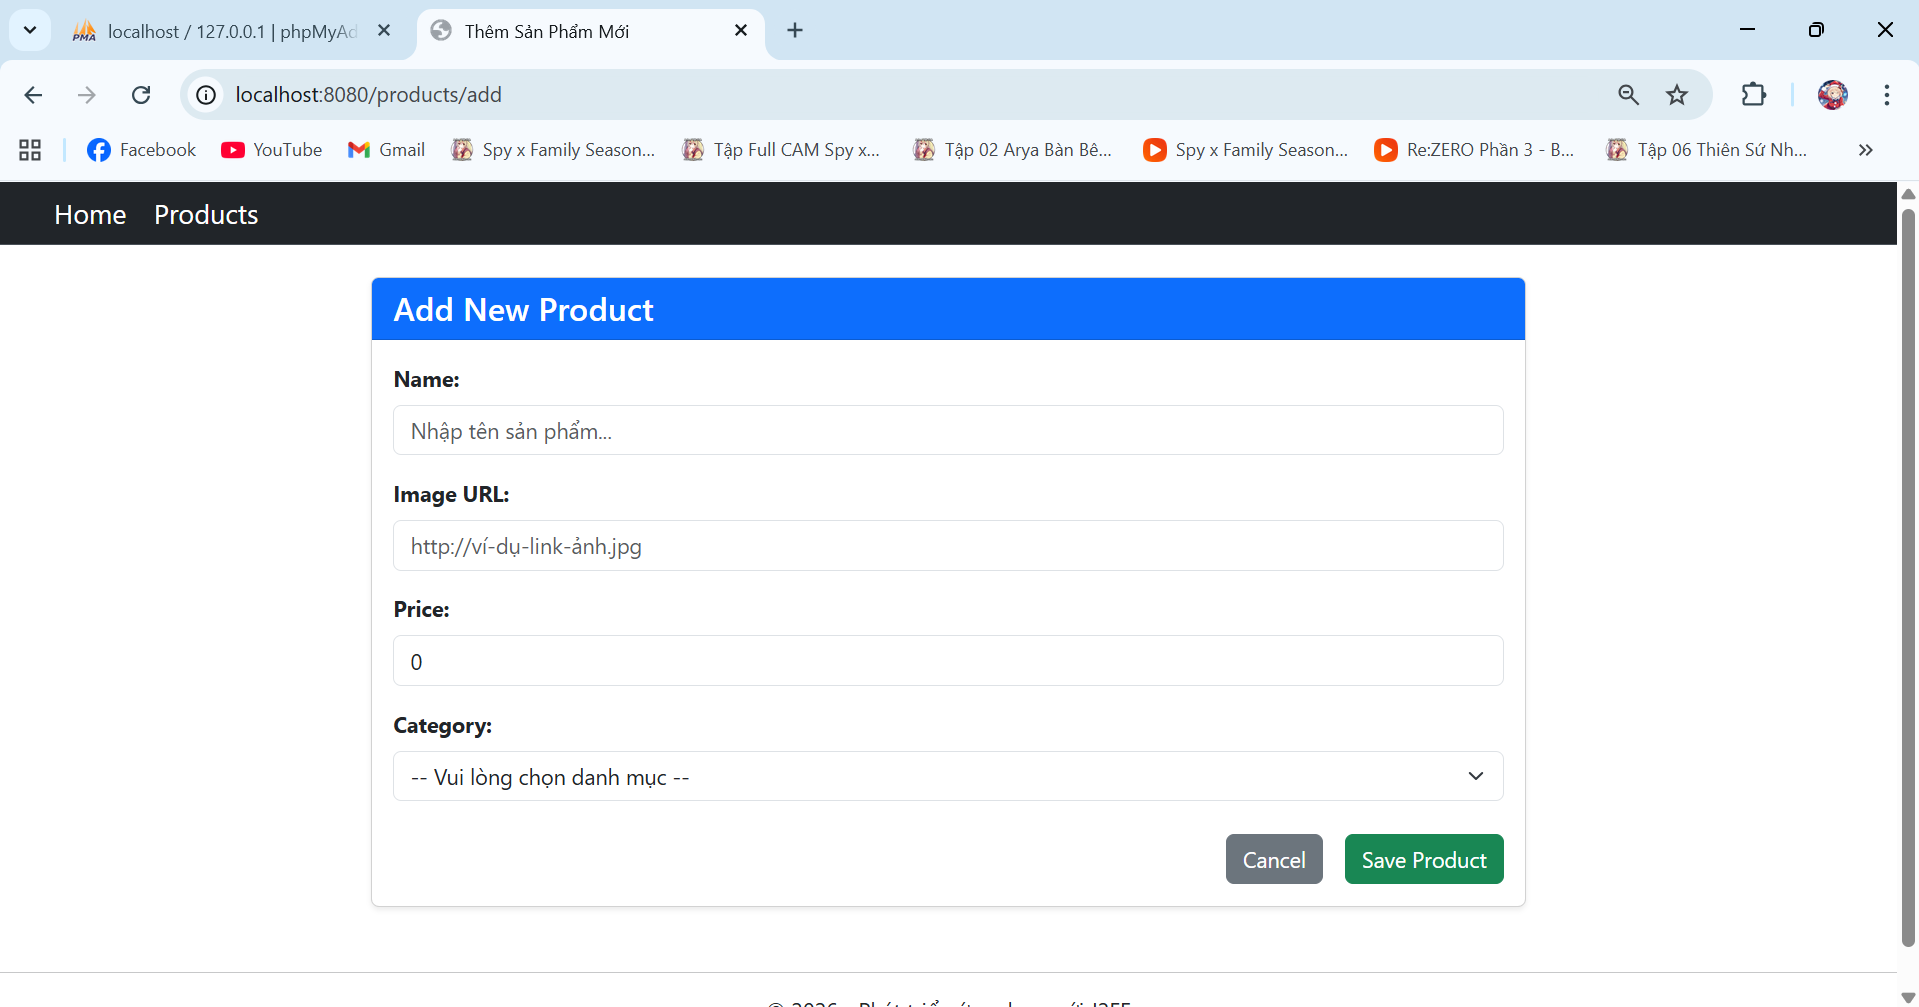 localhost / 127.0.0.1 | phpMyAd
Thêm Sản Phẩm Mới
localhost:8080/products/add
Facebook
YouTube
Gmail
Spy x Family Season...
Tập Full CAM Spy x...
Tập 02 Arya Bàn Bê...
Spy x Family Season...
Re:ZERO Phần 3 - B...
Tập 06 Thiên Sứ Nh...
Home Products
Add New Product
Name:
Nhập tên sản phẩm...
Image URL:
http://ví-dụ-link-ảnh.jpg
Price:
0
Category:
-- Vui lòng chọn danh mục --
Cancel Save Product